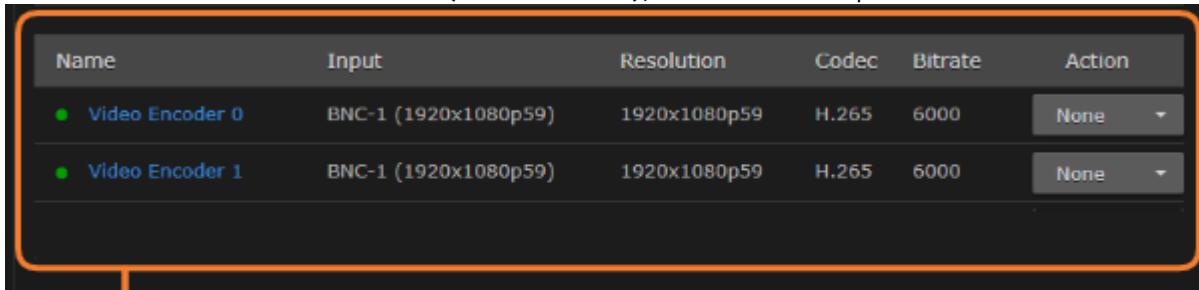 Name Input Resolution Codec Bitrate Action
Video Encoder 0 BNC-1 (1920x1080p59) 1920x1080p59 H.265 6000 None
Video Encoder 1 BNC-1 (1920x1080p59) 1920x1080p59 H.265 6000 None